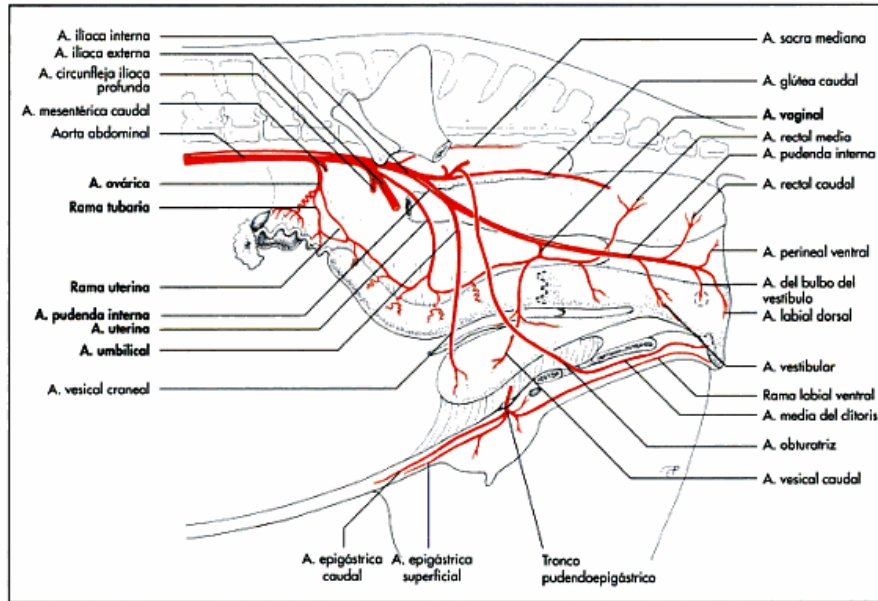 A. ilíaca interna
A. ilíaca externa
A. circunfleja ilíaca
profunda
A. mesentérica caudal
Aorta abdominal
A. ovárica
Rama tubaria
Rama uterina
A. pudenda interna
A. uterina
A. umbilical
A. vesical craneal
A. sacra mediana
A. glútea caudal
A. vaginal
A. rectal media
A. pudenda interna
A. rectal caudal
A. perineal ventral
A. del bulbo del
vestíbulo
A. labial dorsal
A. vestibular
Rama labial ventral
A. media del clítoris
A. obturatriz
A. vesical caudal
A. epigástrica
caudal
A. epigástrica
superficial
Tronco
pudendoepigástrico